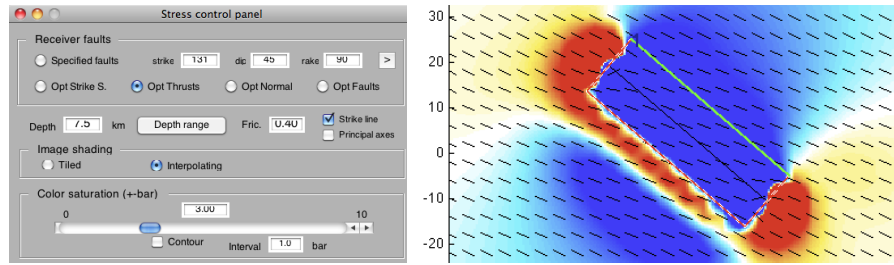 Stress control panel
Receiver faults
Specified faults strike 131 dip 45 rake 90 >
Opt Strike S. Opt Thrusts Opt Normal Opt Faults
Depth 7.5 km Depth range Fric. 0.40 Strike line
Principal axes
Image shading
Tiled Interpolating
Color saturation (+-bar)
3.00
0 10
Contour Interval 1.0 bar
30
20
10
0
-10
-20